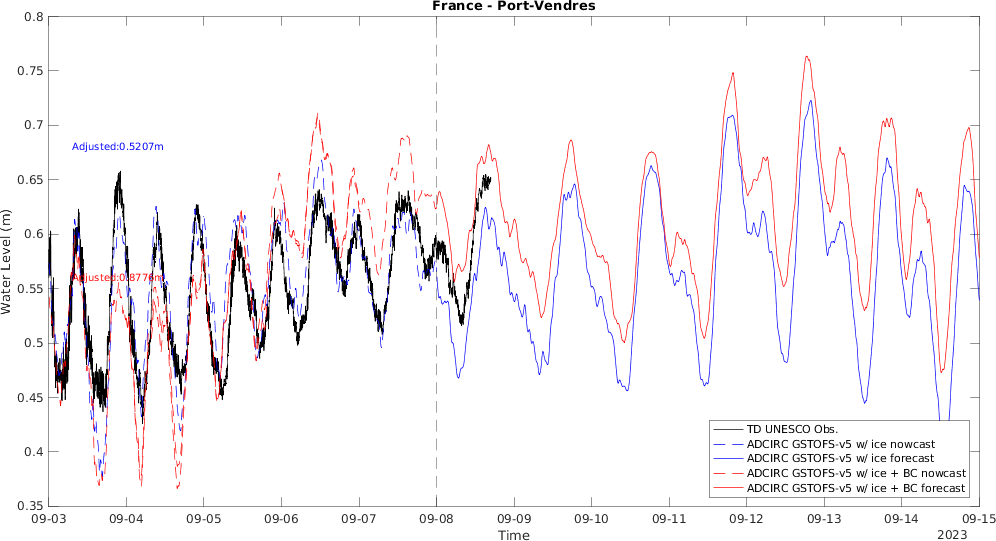 France - Port-Vendres
0.8
0.75
0.7
0.65
0.6
0.55
0.5
0.45
0.4
0.35
Water Level (m)
Adjusted:0.5207m
Adjusted:0.8776m
TD UNESCO Obs.
ADCIRC GSTOFS-v5 w/ ice nowcast
ADCIRC GSTOFS-v5 w/ ice forecast
ADCIRC GSTOFS-v5 w/ ice + BC nowcast
ADCIRC GSTOFS-v5 w/ ice + BC forecast
09-03 09-04 09-05 09-06 09-07 09-08 09-09 09-10 09-11 09-12 09-13 09-14 09-15
Time
2023